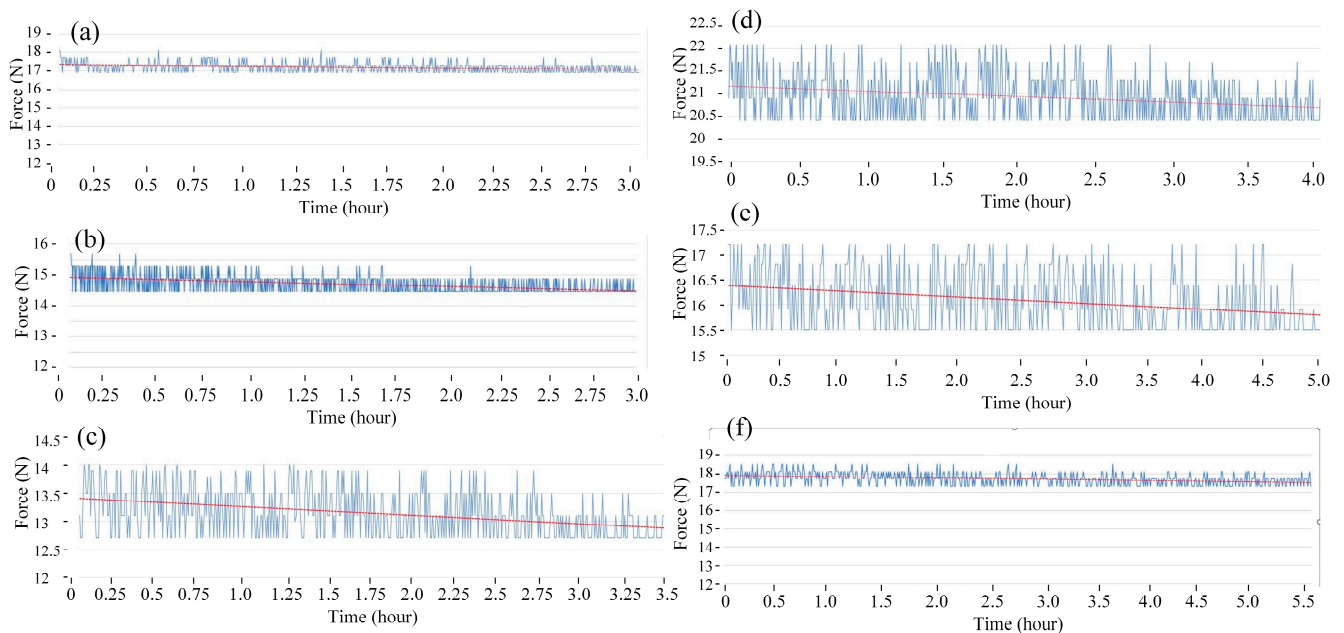 (a)
Force (N)
19
18
17
16
15
14
13
12
0 0.25 0.5 0.75 1.0 1.25 1.5 1.75 2.0 2.25 2.25 2.75 3.0
Time (hour)
(b)
Force (N)
16
15
14
13
12
0 0.25 0.5 0.75 1.0 1.25 1.5 1.75 2.0 2.25 2.5 2.75 3.0
Time (hour)
(c)
Force (N)
14.5
14
13.5
13
12.5
12
0 0.25 0.5 0.75 1.0 1.25 1.5 1.75 2.0 2.25 2.5 2.75 3.0 3.25 3.5
Time (hour)
(d)
Force (N)
22.5
22
21.5
21
20.5
20
19.5
0 0.5 1.0 1.5 2.0 2.5 3.0 3.5 4.0
Time (hour)
(e)
Force (N)
17.5
17
16.5
16
15.5
15
0 0.5 1.0 1.5 2.0 2.5 3.0 3.5 4.0 4.5 5.0
Time (hour)
(f)
Force (N)
19
18
17
16
15
14
13
12
0 0.5 1.0 1.5 2.0 2.5 3.0 3.5 4.0 4.5 5.0 5.5
Time (hour)